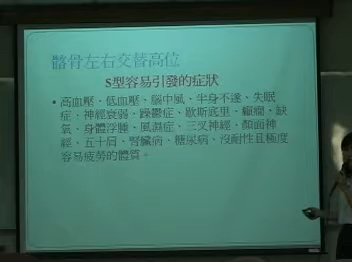 髂骨左右交替高位
S型容易引發的症狀
• 高血壓、低血壓、腦中風、半身不遂、失眠
症、神經衰弱、躁鬱症、歇斯底里、癲癇、缺
氧、身體浮腫、風濕症、三叉神經、顏面神
經、五十肩、腎臟病、糖尿病、沒耐性且極度
容易疲勞的體質。